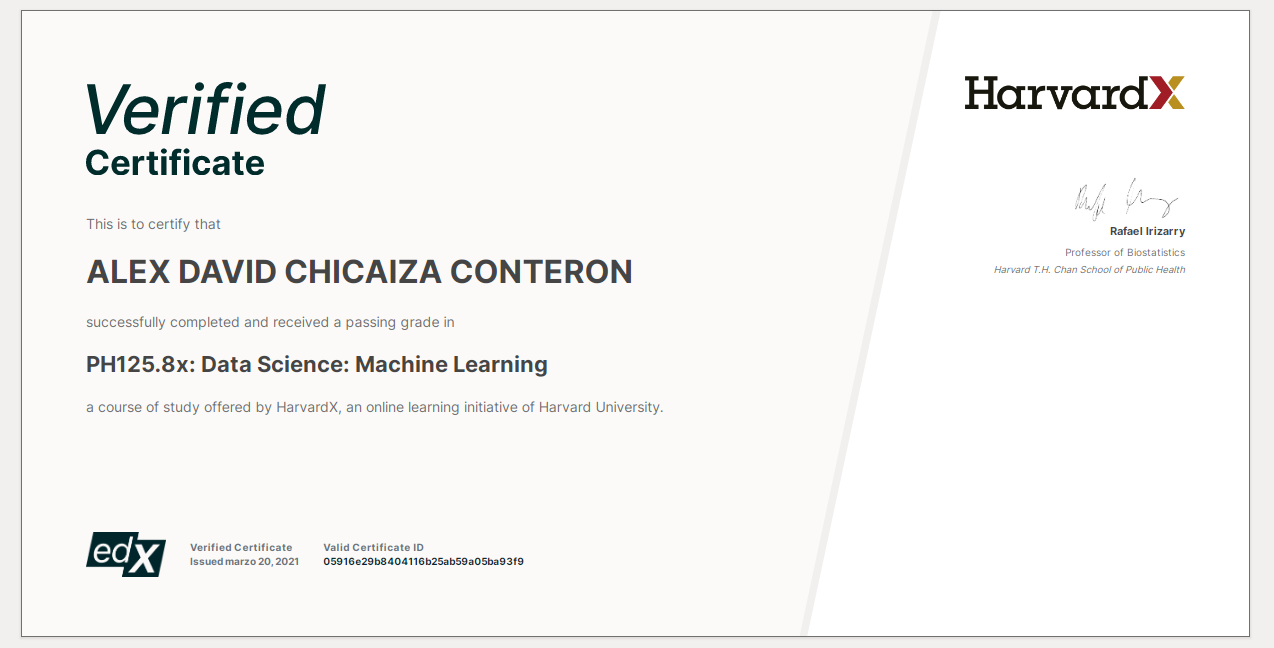 Verified
Certificate
This is to certify that
ALEX DAVID CHICAIZA CONTERON
successfully completed and received a passing grade in
PH125.8x: Data Science: Machine Learning
a course of study offered by HarvardX, an online learning initiative of Harvard University.
edX
Verified Certificate
Issued marzo 20, 2021
Valid Certificate ID
05916e29b8404116b25ab59a05ba93f9
HarvardX
Rafael Irizarry
Professor of Biostatistics
Harvard T.H. Chan School of Public Health